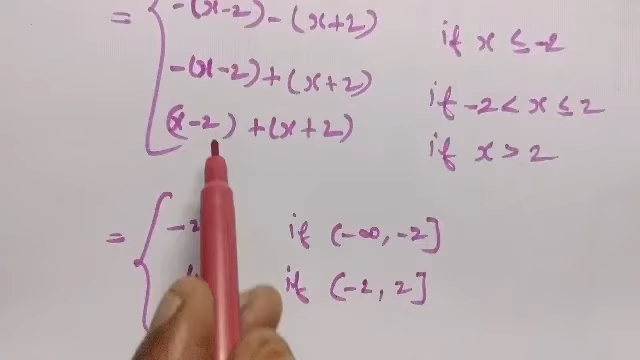 = { -(x-2) - (x+2) if x ≤ -2
-(x-2) + (x+2) if -2 < x ≤ 2
(x-2) + (x+2) if x > 2
= { if (-∞, -2]
if (-2, 2]